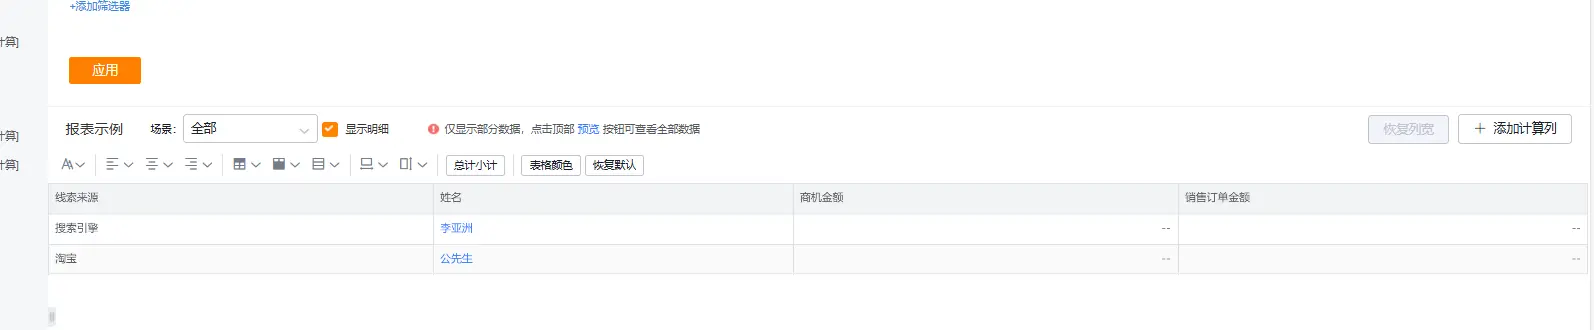 +添加筛选器
计算]
应用
报表示例 场景: 全部 显示明细 仅显示部分数据，点击顶部 预览 按钮可查看全部数据 恢复列宽 + 添加计算列
计算]
计算]
总计小计 表格颜色 恢复默认
线索来源 姓名 商机金额 销售订单金额
搜索引擎 李亚洲 -- --
淘宝 公先生 -- --